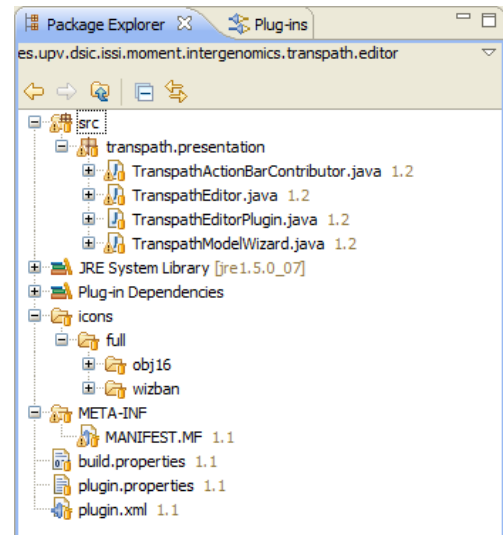 Package Explorer Plug-ins
es.upv.dsic.issi.moment.intergenomics.transpath.editor
src
transpath.presentation
TranspathActionBarContributor.java 1.2
TranspathEditor.java 1.2
TranspathEditorPlugin.java 1.2
TranspathModelWizard.java 1.2
JRE System Library [jre1.5.0_07]
Plug-in Dependencies
icons
full
obj16
wizban
META-INF
MANIFEST.MF 1.1
build.properties 1.1
plugin.properties 1.1
plugin.xml 1.1